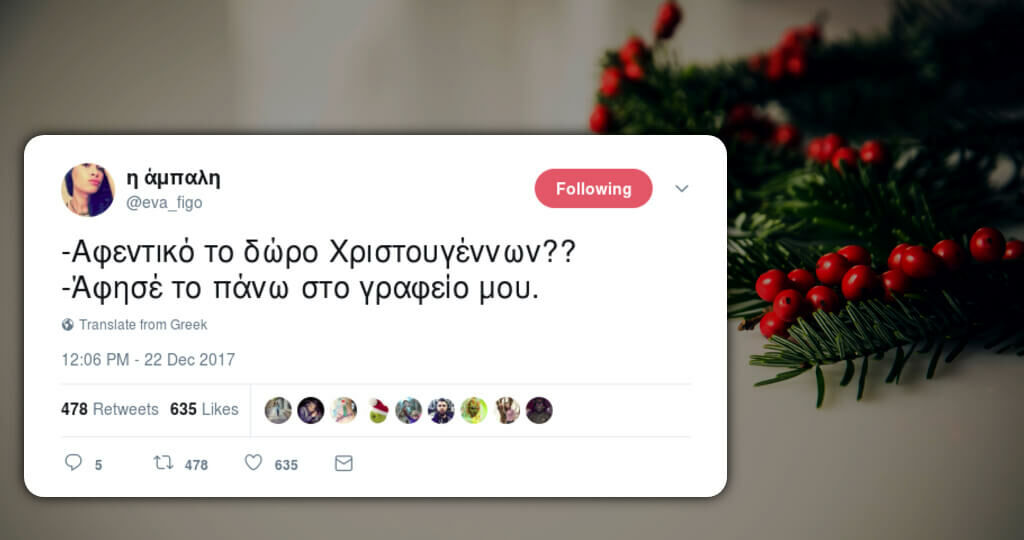 η άμπαλη
@eva_figo
Following
-Αφεντικό το δώρο Χριστουγέννων??
-Άφησέ το πάνω στο γραφείο μου.
Translate from Greek
12:06 PM - 22 Dec 2017
478 Retweets 635 Likes
5 478 635